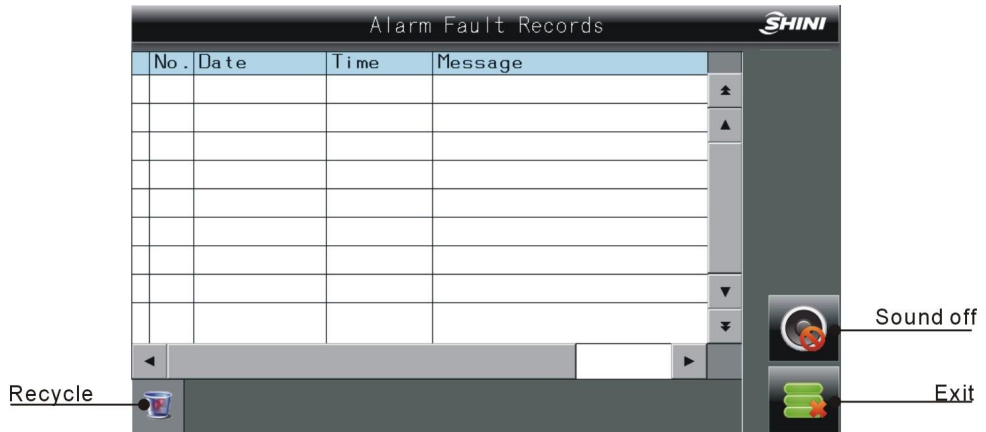 Alarm Fault Records
SHINI
No. Date Time Message
Sound off
Recycle
Exit